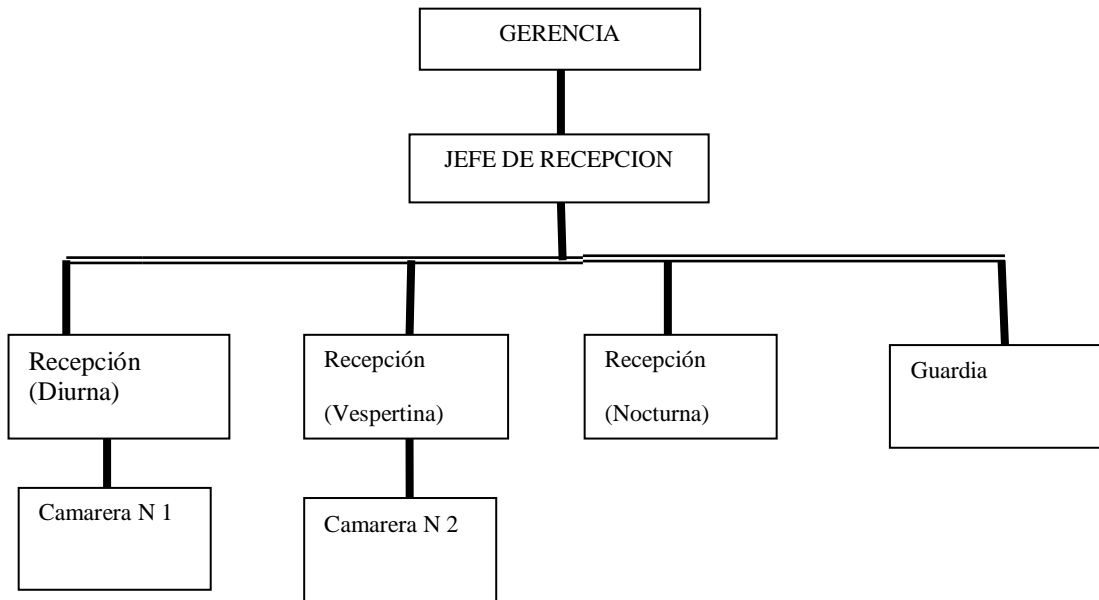 GERENCIA
JEFE DE RECEPCION
Recepción
(Diurna)
Recepción
(Vespertina)
Recepción
(Nocturna)
Guardia
Camarera N 1
Camarera N 2